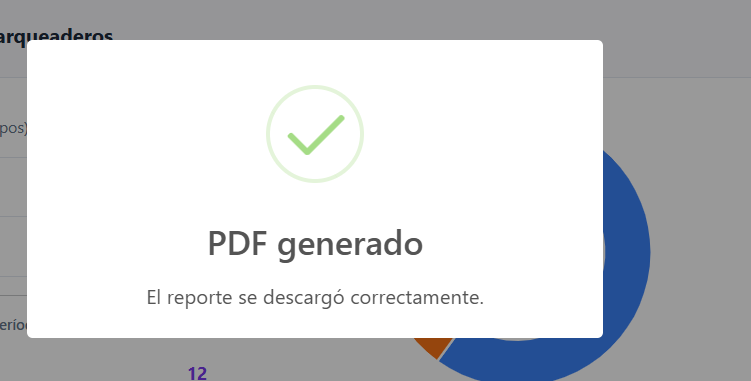 arqueaderos
pos)
PDF generado
El reporte se descargó correctamente.
eríod
12